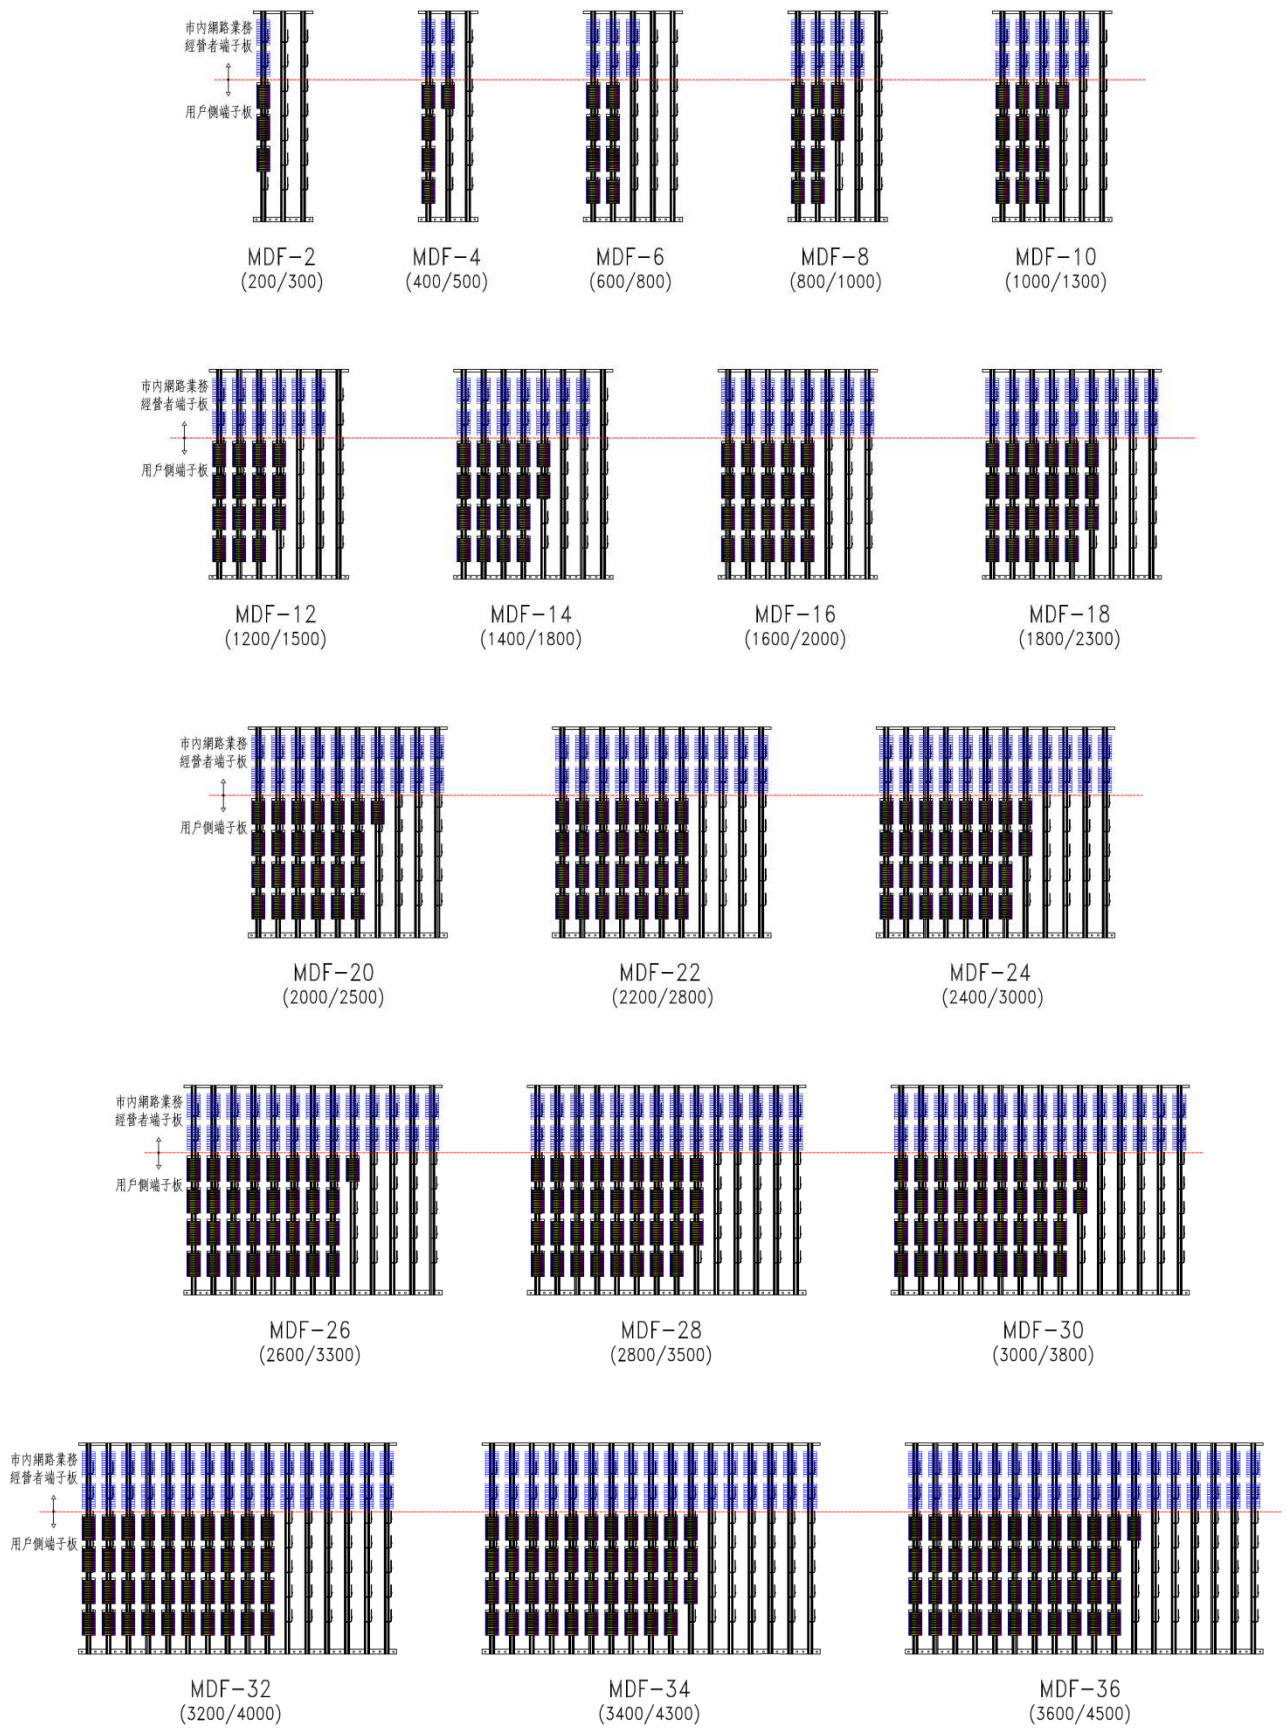 市內網路業務
經營者端子板
用戶側端子板
MDF-2
(200/300)
MDF-4
(400/500)
MDF-6
(600/800)
MDF-8
(800/1000)
MDF-10
(1000/1300)
市內網路業務
經營者端子板
用戶側端子板
MDF-12
(1200/1500)
MDF-14
(1400/1800)
MDF-16
(1600/2000)
MDF-18
(1800/2300)
市內網路業務
經營者端子板
用戶側端子板
MDF-20
(2000/2500)
MDF-22
(2200/2800)
MDF-24
(2400/3000)
市內網路業務
經營者端子板
用戶側端子板
MDF-26
(2600/3300)
MDF-28
(2800/3500)
MDF-30
(3000/3800)
市內網路業務
經營者端子板
用戶側端子板
MDF-32
(3200/4000)
MDF-34
(3400/4300)
MDF-36
(3600/4500)